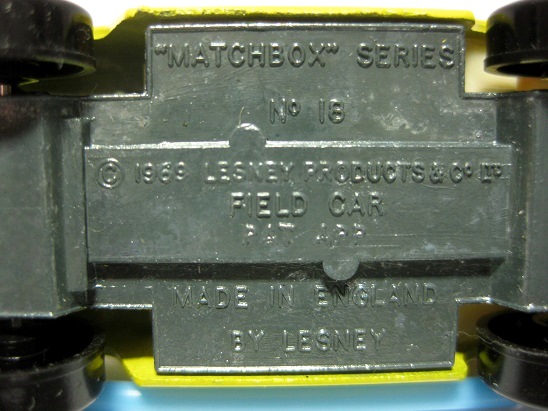 "MATCHBOX" SERIES
Nº 18
© 1969 LESNEY PRODUCTS & Cº LTD
FIELD CAR
PAT APP
MADE IN ENGLAND
BY LESNEY